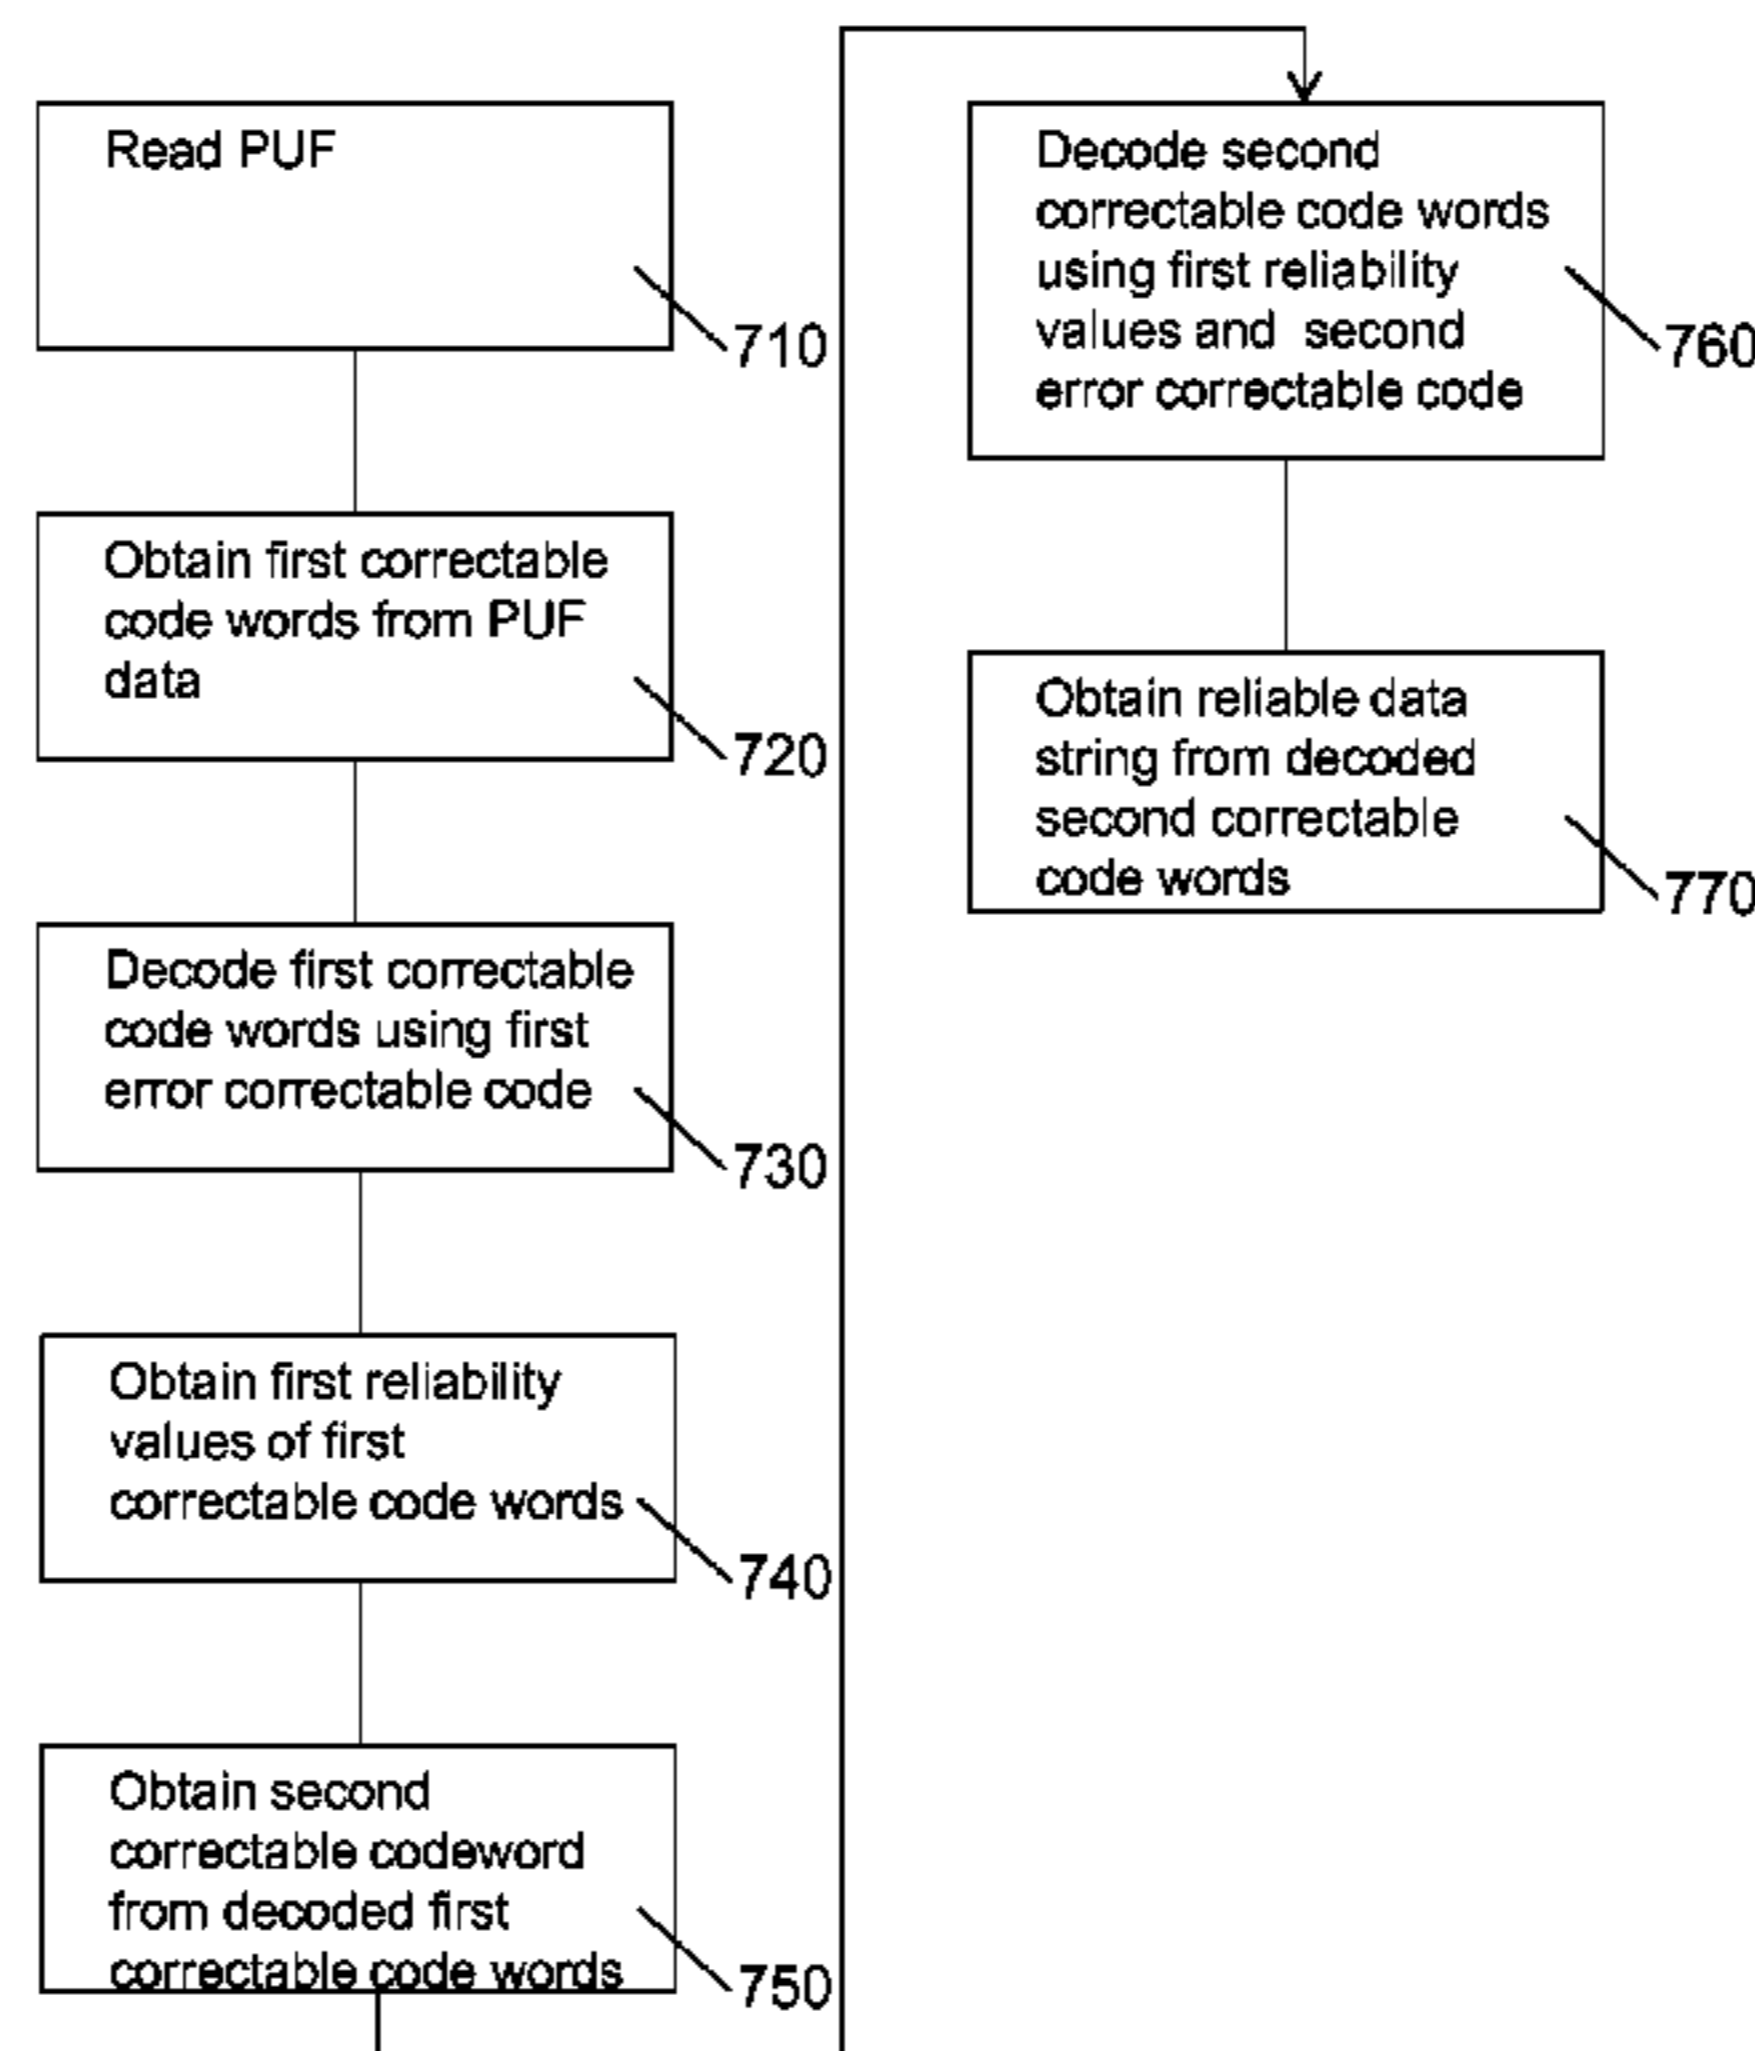 Read PUF
710
Obtain first correctable
code words from PUF
data
720
Decode first correctable
code words using first
error correctable code
730
Obtain first reliability
values of first
correctable code words
740
Obtain second
correctable codeword
from decoded first
correctable code words
750
Decode second
correctable code words
using first reliability
values and second
error correctable code
760
Obtain reliable data
string from decoded
second correctable
code words
770